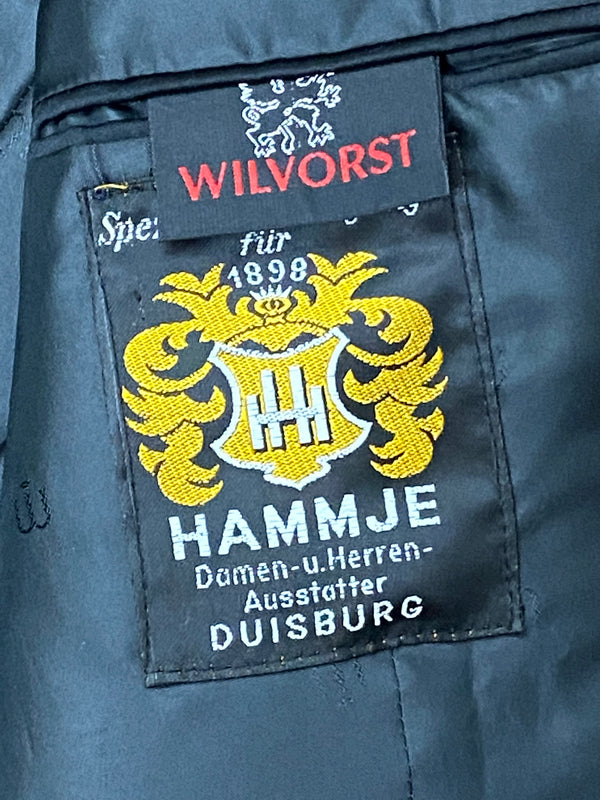 WILVORST
für
1898
HAMMJE
Damen-u.Herren-
Ausstatter
DUISBURG